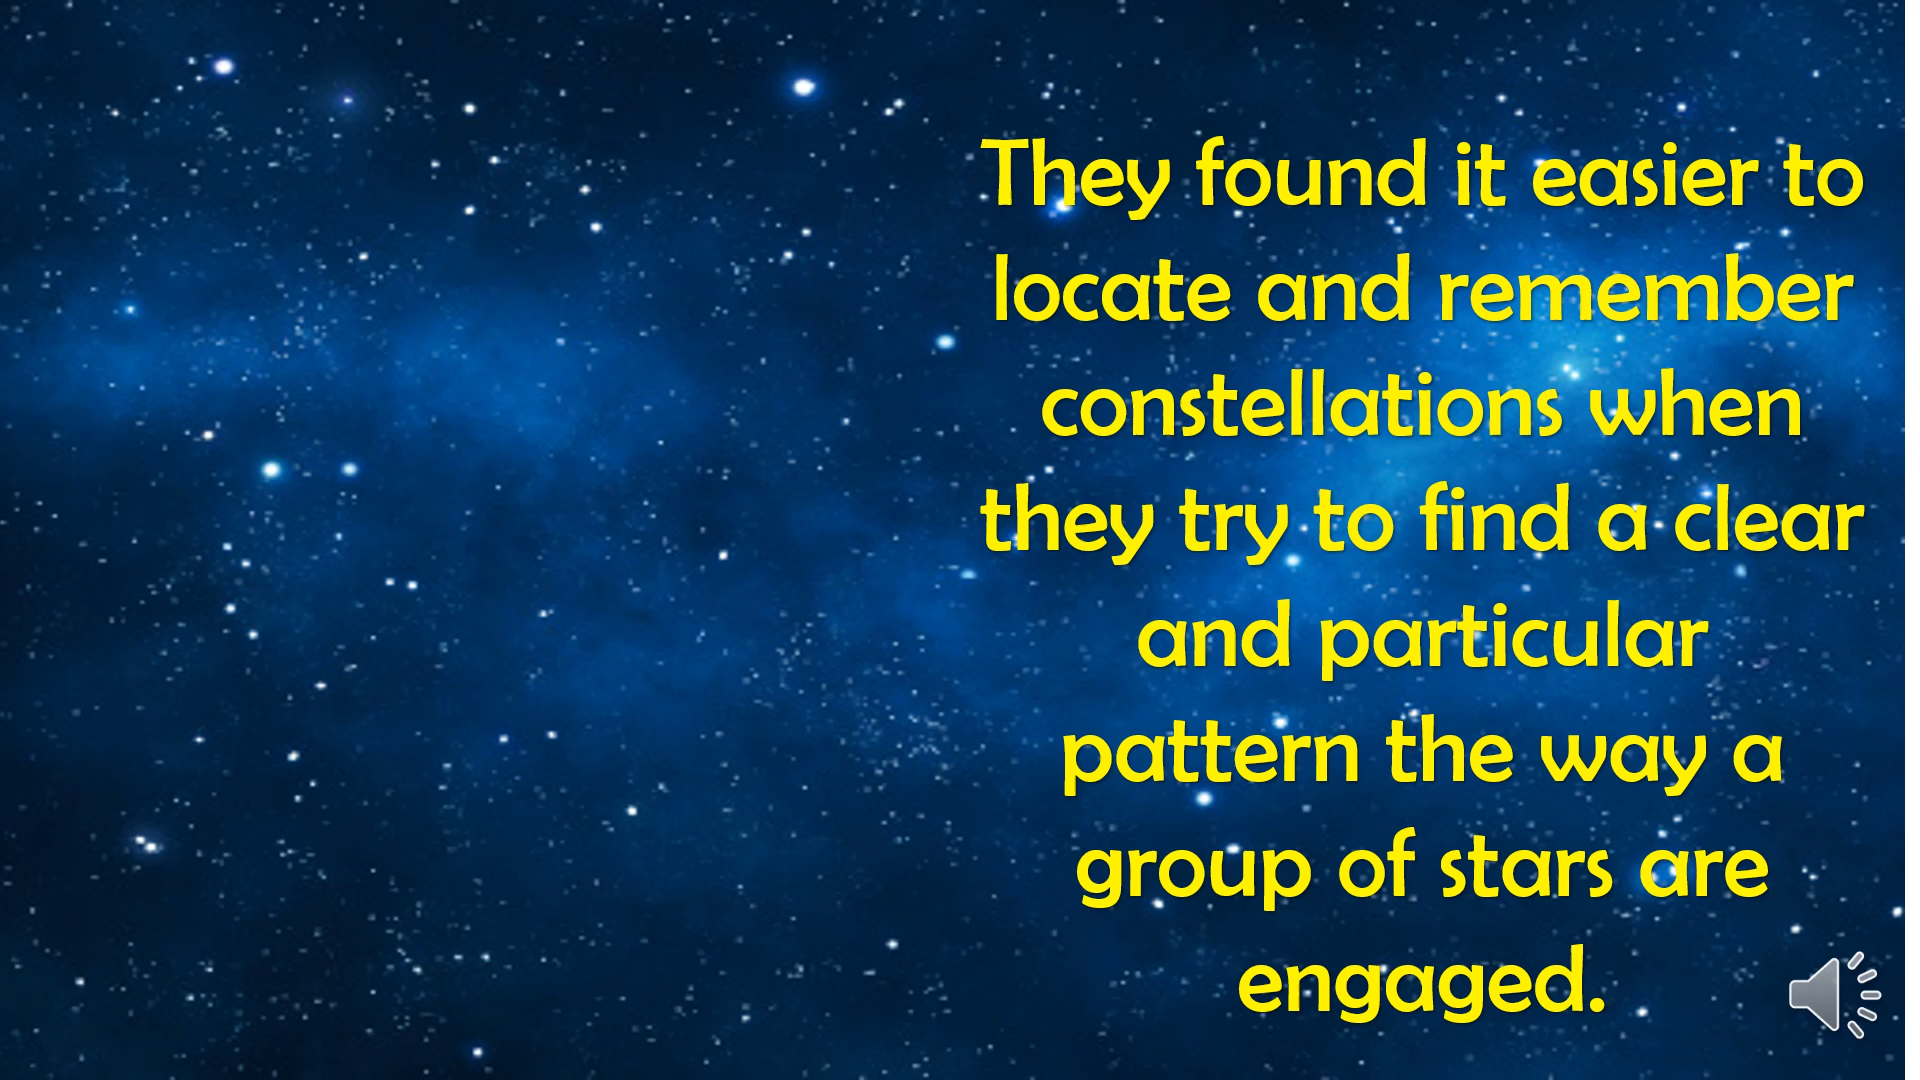 They found it easier to
locate and remember
constellations when
they try to find a clear
and particular
pattern the way a
group of stars are
engaged.